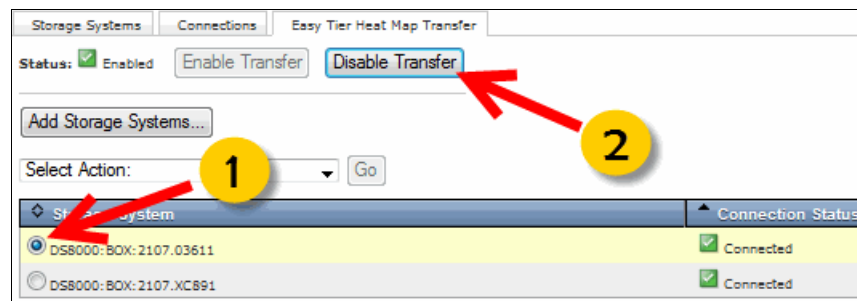 Storage Systems Connections Easy Tier Heat Map Transfer
Status: Enabled Enable Transfer Disable Transfer
Add Storage Systems...
2
Select Action: Go
1
Storage System Connection Status
DS8000:BOX:2107.03611 Connected
DS8000:BOX:2107.XC891 Connected